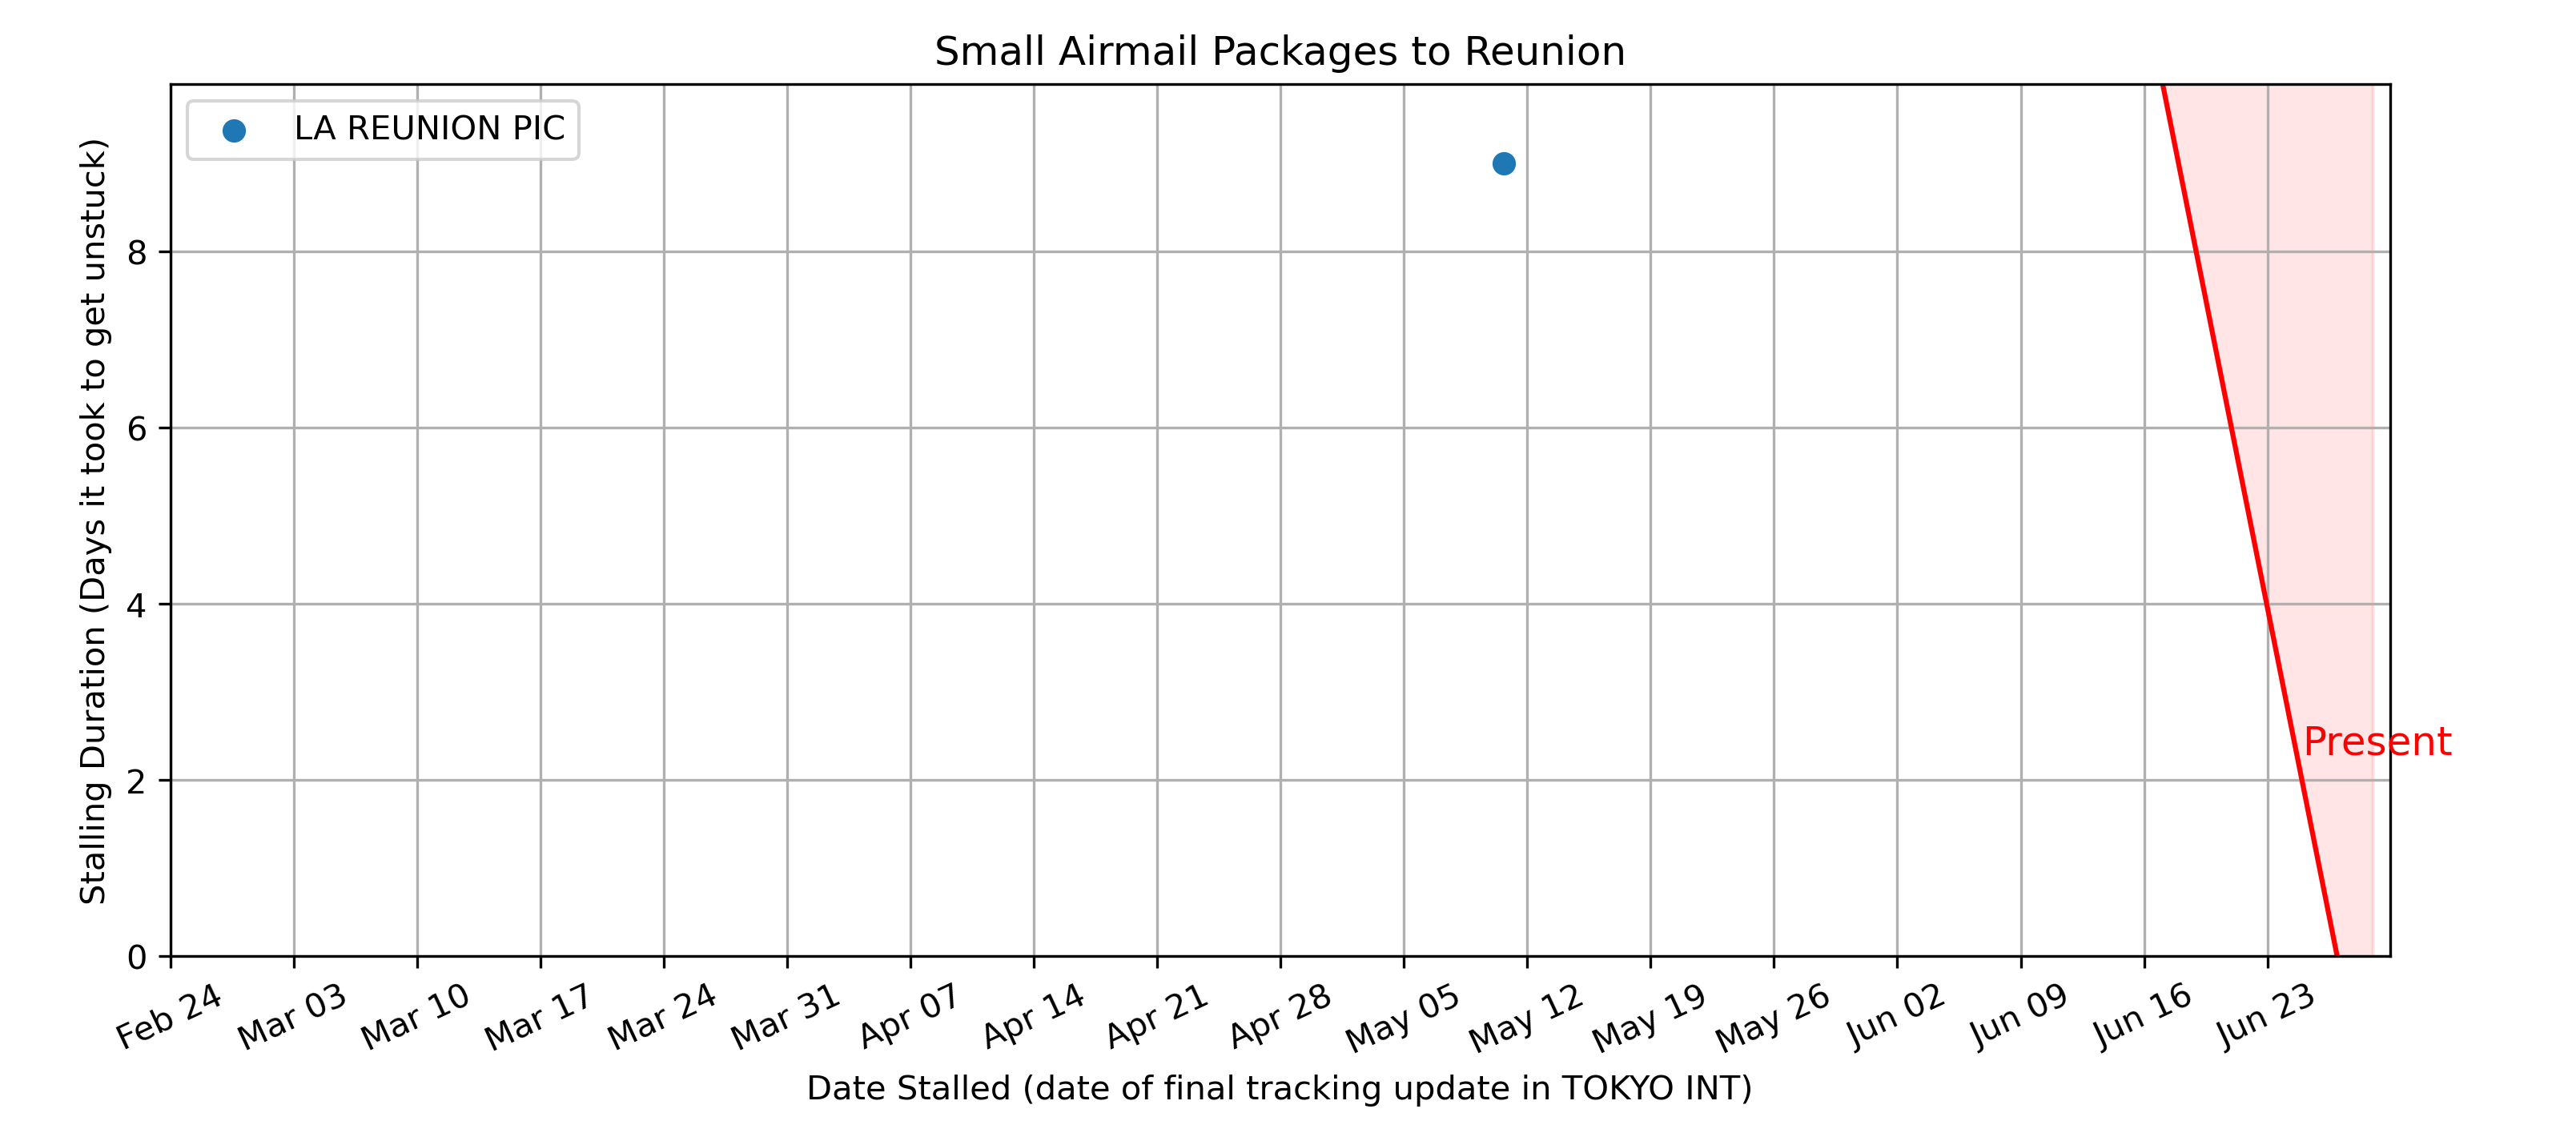 Small Airmail Packages to Reunion
LA REUNION PIC
Stalling Duration (Days it took to get unstuck)
8
6
4
2
0
Present
Feb 24
Mar 03
Mar 10
Mar 17
Mar 24
Mar 31
Apr 07
Apr 14
Apr 21
Apr 28
May 05
May 12
May 19
May 26
Jun 02
Jun 09
Jun 16
Jun 23
Date Stalled (date of final tracking update in TOKYO INT)